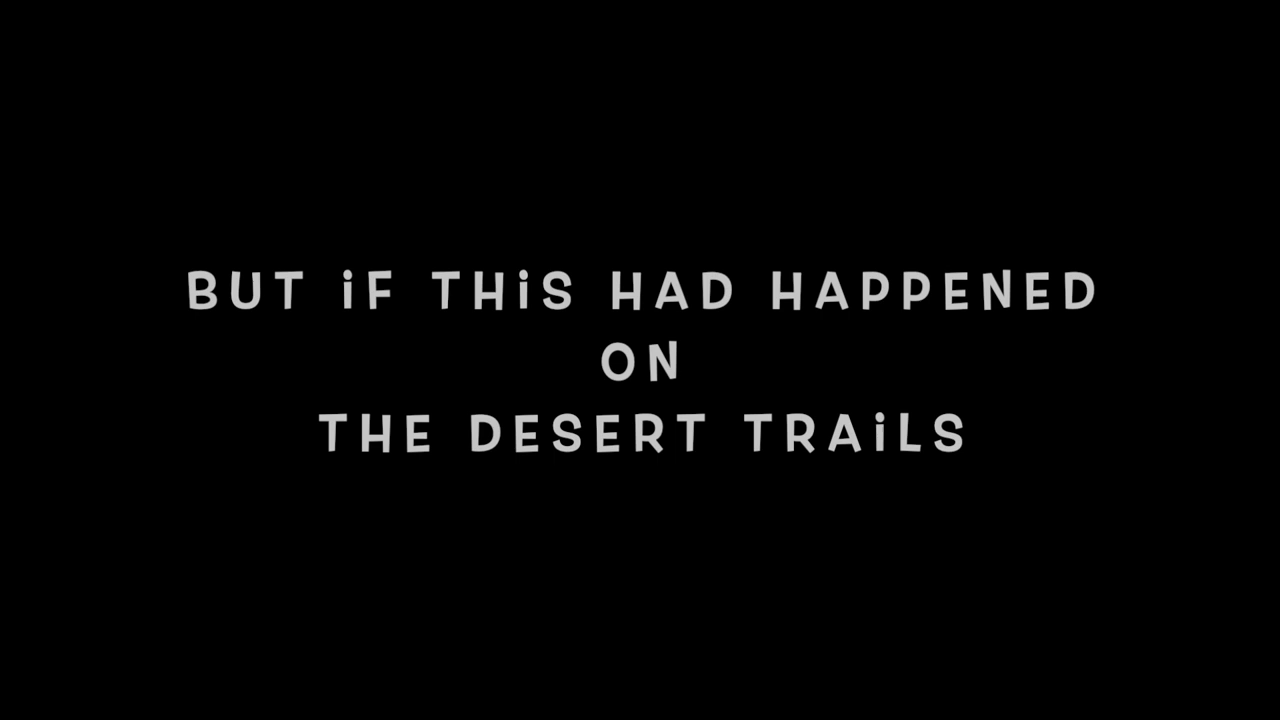 BUT iF THiS HAD HAPPENED
ON
THE DESERT TRAiLS